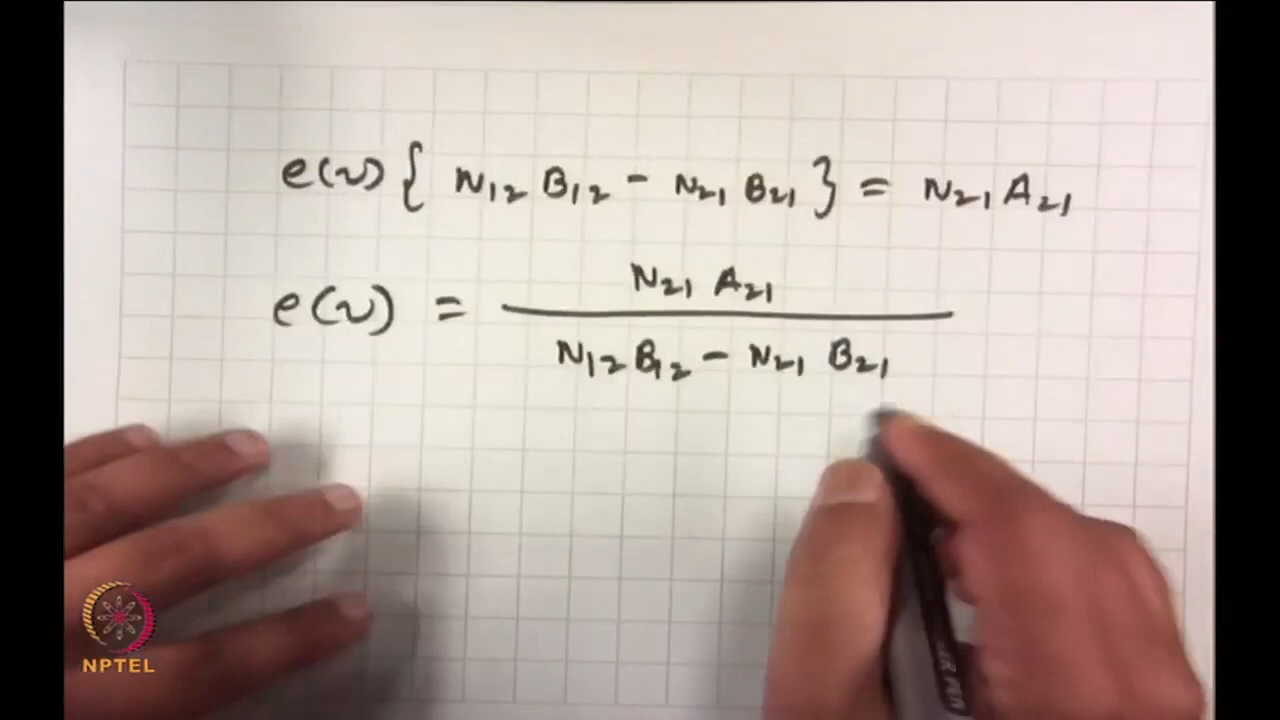 e(ν) { N₁₂ B₁₂ - N₂₁ B₂₁ } = N₂₁ A₂₁
e(ν) = N₂₁ A₂₁ / N₁₂ B₁₂ - N₂₁ B₂₁
NPTEL